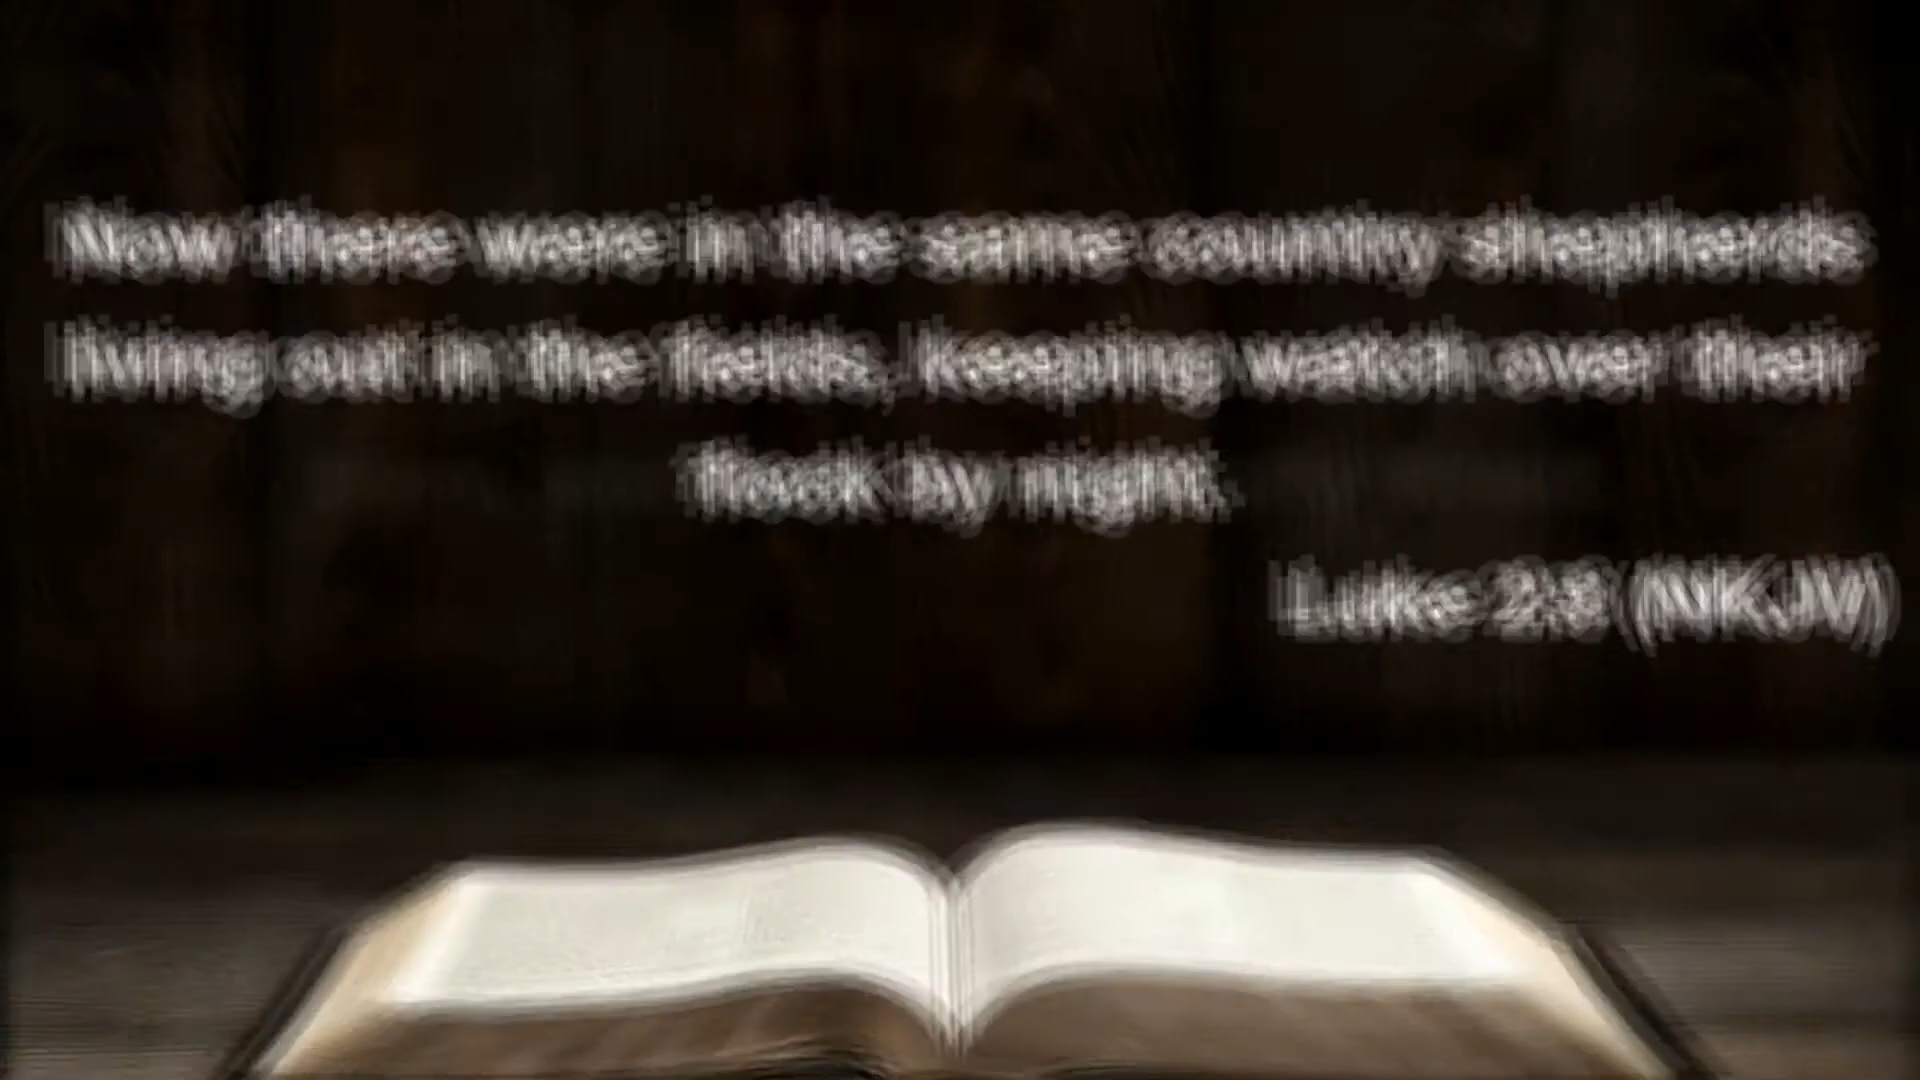 Now there were in the same country shepherds
living out in the fields, keeping watch over their
flock by night.
Luke 2:8 (NKJV)